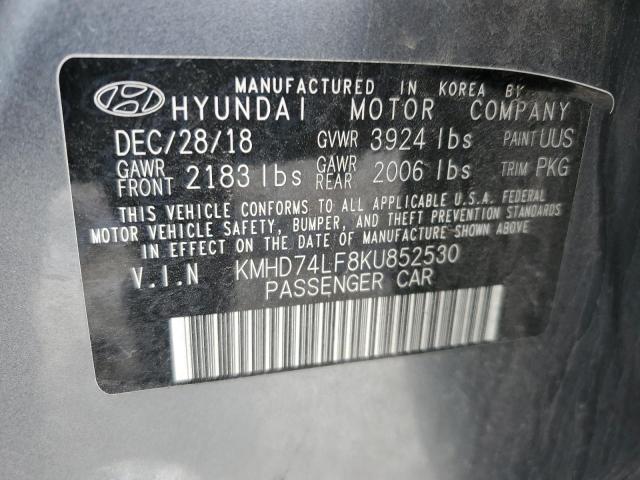 MANUFACTURED IN KOREA BY
HYUNDAI MOTOR COMPANY
DEC/28/18 GVWR 3924 lbs PAINT UUS
GAWR FRONT 2183 lbs GAWR REAR 2006 lbs TRIM PKG
THIS VEHICLE CONFORMS TO ALL APPLICABLE U.S.A. FEDERAL
MOTOR VEHICLE SAFETY, BUMPER, AND THEFT PREVENTION STANDARDS
IN EFFECT ON THE DATE OF MANUFACTURE SHOWN ABOVE
V.I.N KMHD74LF8KU852530
PASSENGER CAR